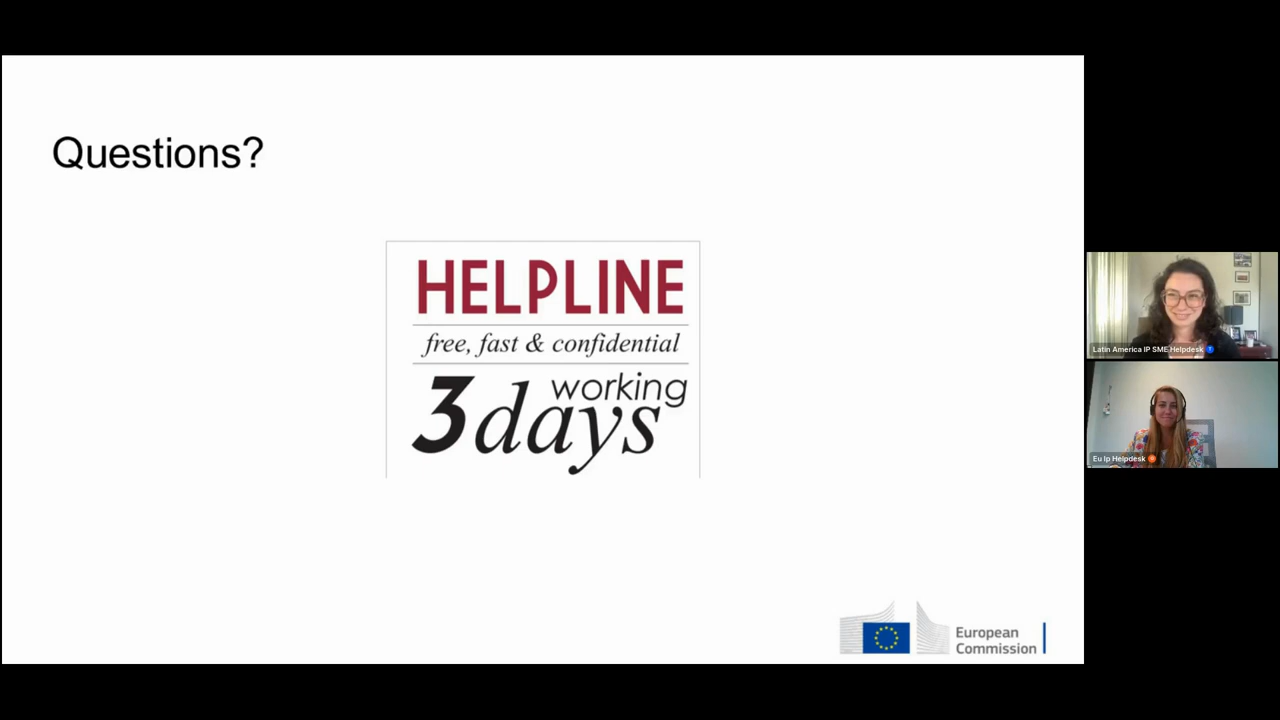 Questions?
HELPLINE
free, fast & confidential
3 working days
European
Commission
Latin America IP SME Helpdesk
Eu Ip Helpdesk